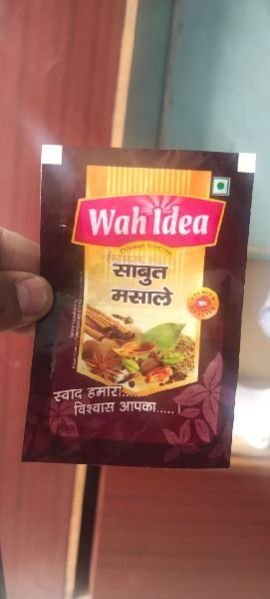 Wah Idea
साबुत
मसाले
स्वाद हमारा......
विश्वास आपका.....!